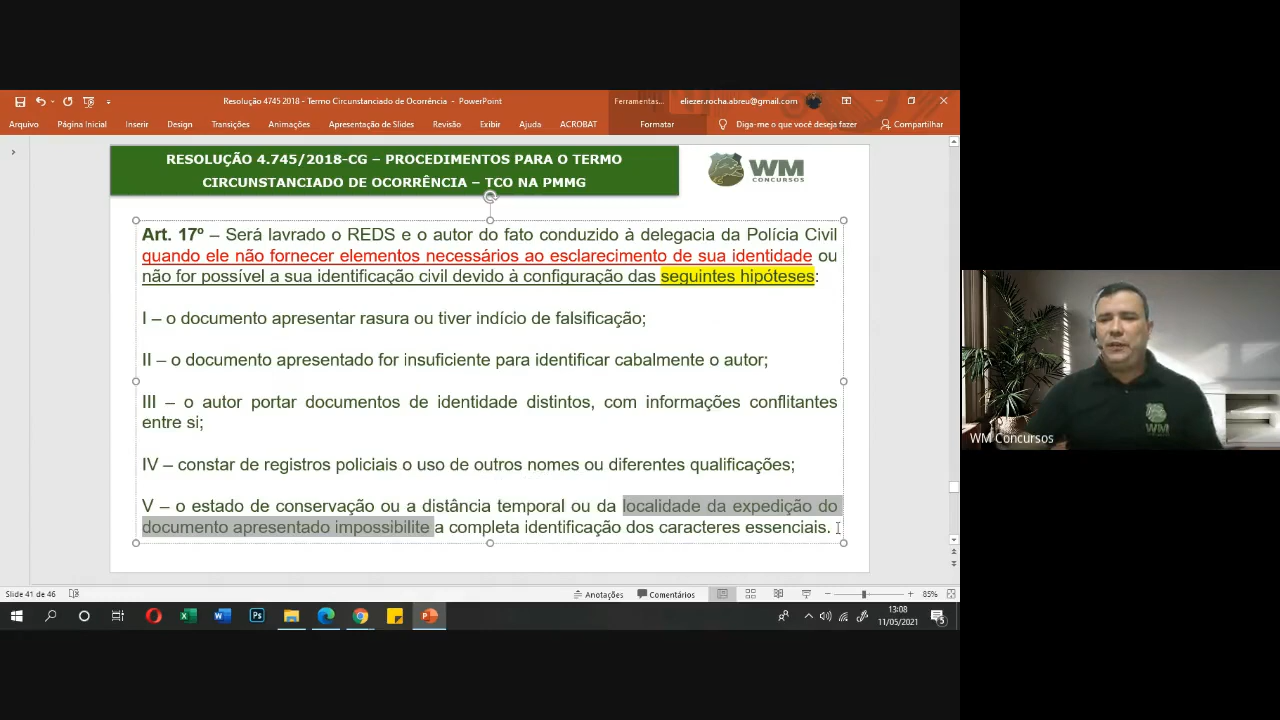 Resolução 4745 2018 - Termo Circunstanciado de Ocorrência - PowerPoint
Ferramentas...
eliezer.rocha.abreu@gmail.com
Arquivo
Página Inicial
Inserir
Design
Transições
Animações
Apresentação de Slides
Revisão
Exibir
Ajuda
ACROBAT
Formatar
Diga-me o que você deseja fazer
Compartilhar
RESOLUÇÃO 4.745/2018-CG – PROCEDIMENTOS PARA O TERMO
CIRCUNSTANCIADO DE OCORRÊNCIA – TCO NA PMMG
WM
CONCURSOS
Art. 17º – Será lavrado o REDS e o autor do fato conduzido à delegacia da Polícia Civil
quando ele não fornecer elementos necessários ao esclarecimento de sua identidade ou
não for possível a sua identificação civil devido à configuração das seguintes hipóteses:
I – o documento apresentar rasura ou tiver indício de falsificação;
II – o documento apresentado for insuficiente para identificar cabalmente o autor;
III – o autor portar documentos de identidade distintos, com informações conflitantes
entre si;
IV – constar de registros policiais o uso de outros nomes ou diferentes qualificações;
V – o estado de conservação ou a distância temporal ou da localidade da expedição do
documento apresentado impossibilite a completa identificação dos caracteres essenciais.
WM
WM Concursos
Slide 41 de 46
Anotações
Comentários
85%
Ps
13:08
11/05/2021
5